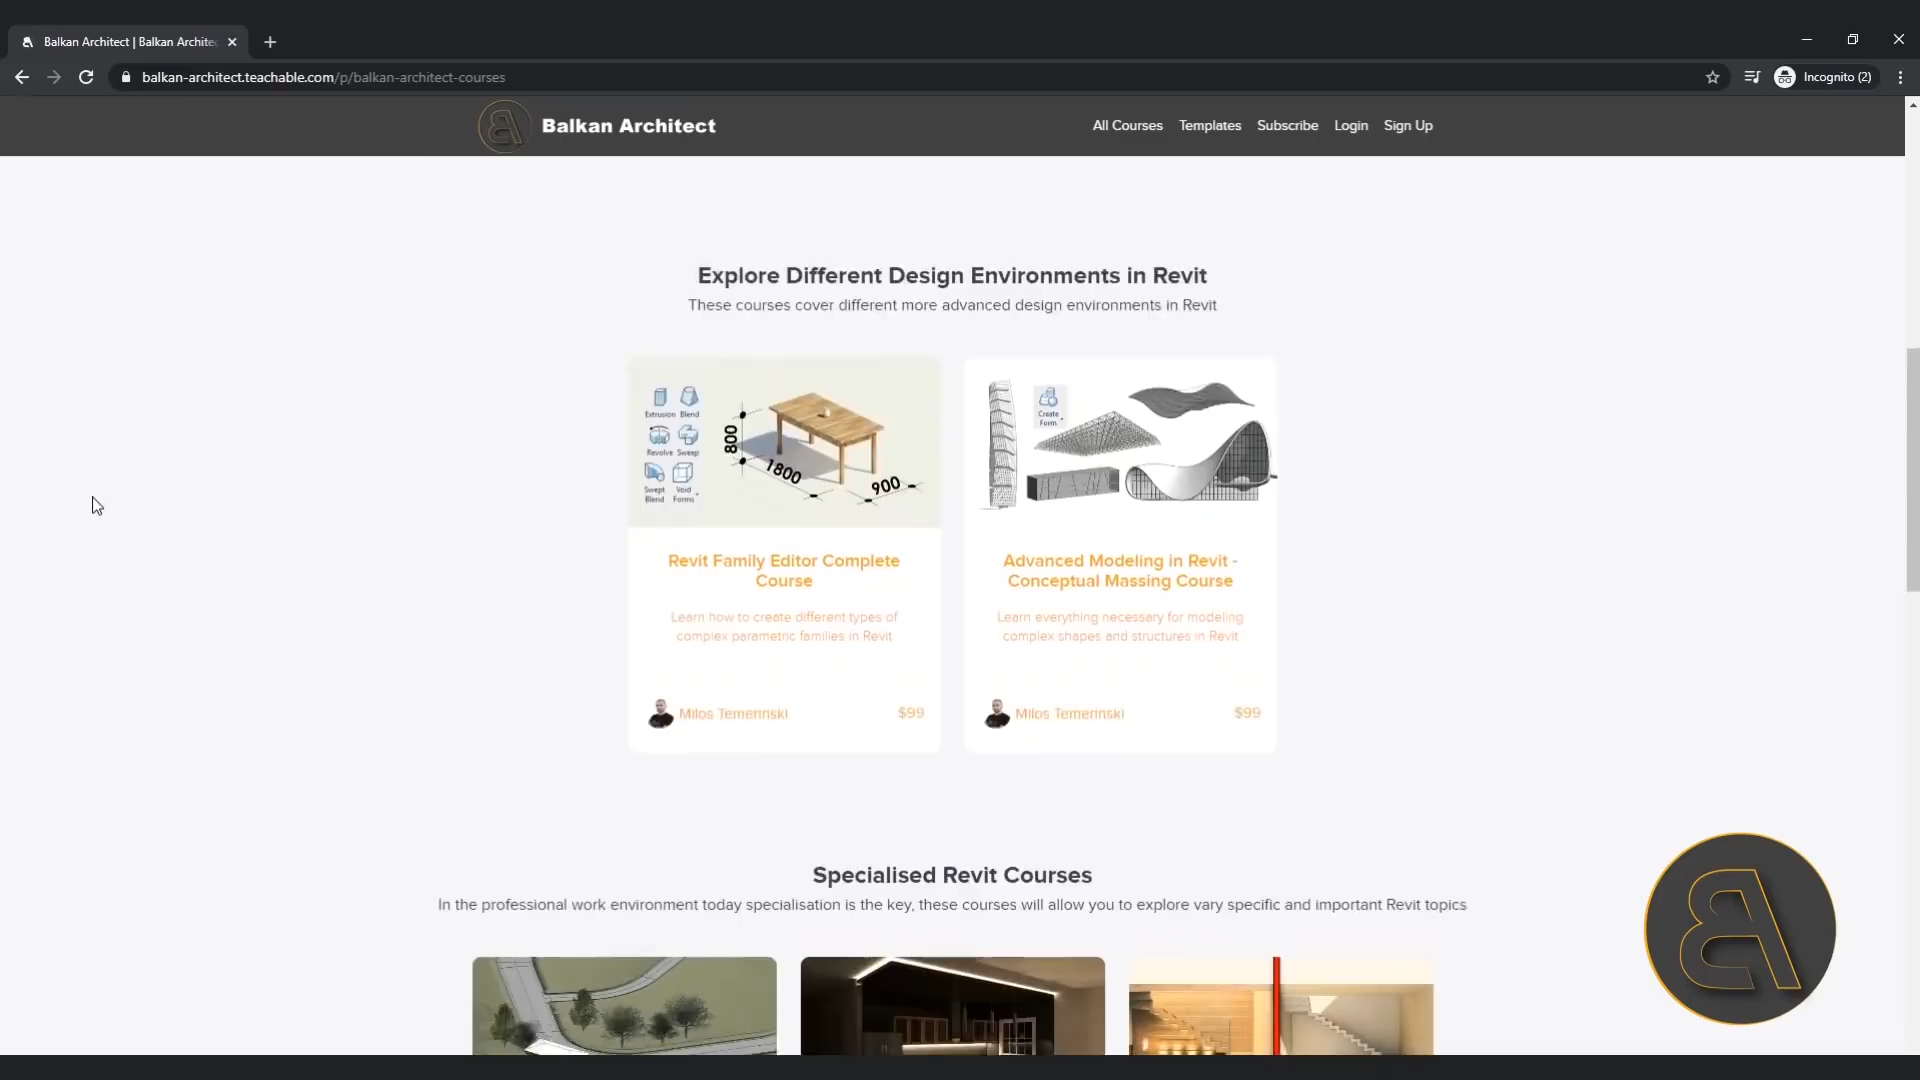 Balkan Architect | Balkan Archite
balkan-architect.teachable.com/p/balkan-architect-courses
Incognito (2)
Balkan Architect
All Courses
Templates
Subscribe
Login
Sign Up
Explore Different Design Environments in Revit
These courses cover different more advanced design environments in Revit
Extrusion Blend
Revolve Sweep
Swept Void
Blend Forms
800
1800
900
Create
Form
Revit Family Editor Complete
Course
Learn how to create different types of
complex parametric families in Revit
Milos Temerinski
$99
Advanced Modeling in Revit -
Conceptual Massing Course
Learn everything necessary for modeling
complex shapes and structures in Revit
Milos Temerinski
$99
Specialised Revit Courses
In the professional work environment today specialisation is the key, these courses will allow you to explore vary specific and important Revit topics